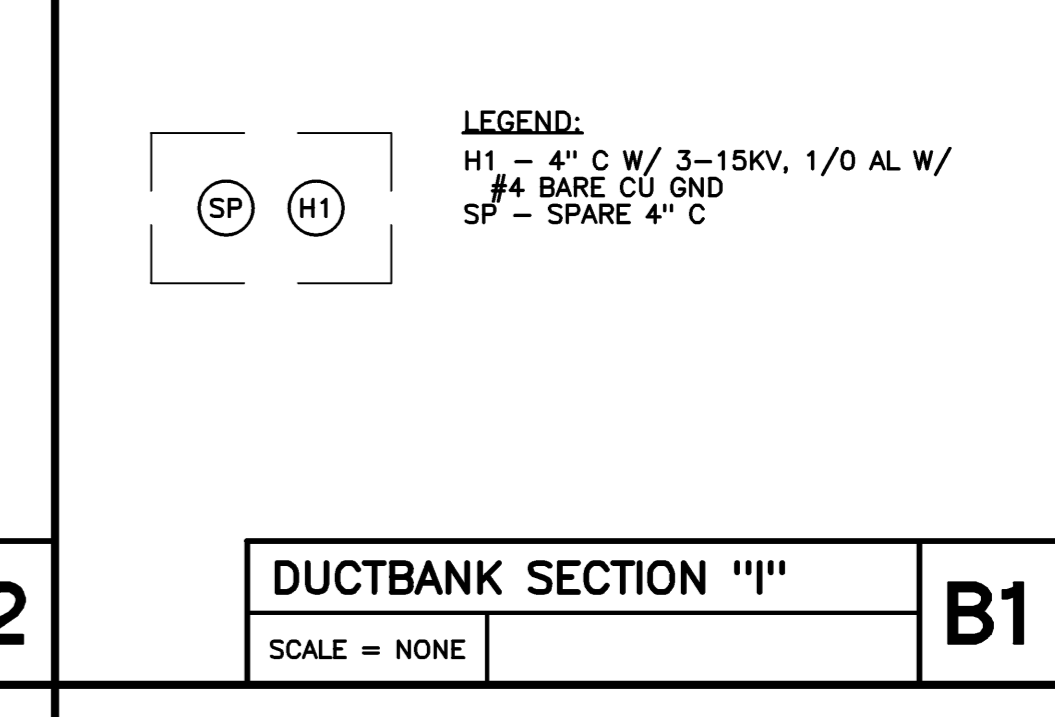 SP H1
LEGEND:
H1 – 4" C W/ 3–15KV, 1/0 AL W/
#4 BARE CU GND
SP – SPARE 4" C
2
DUCTBANK SECTION "I"
SCALE = NONE
B1